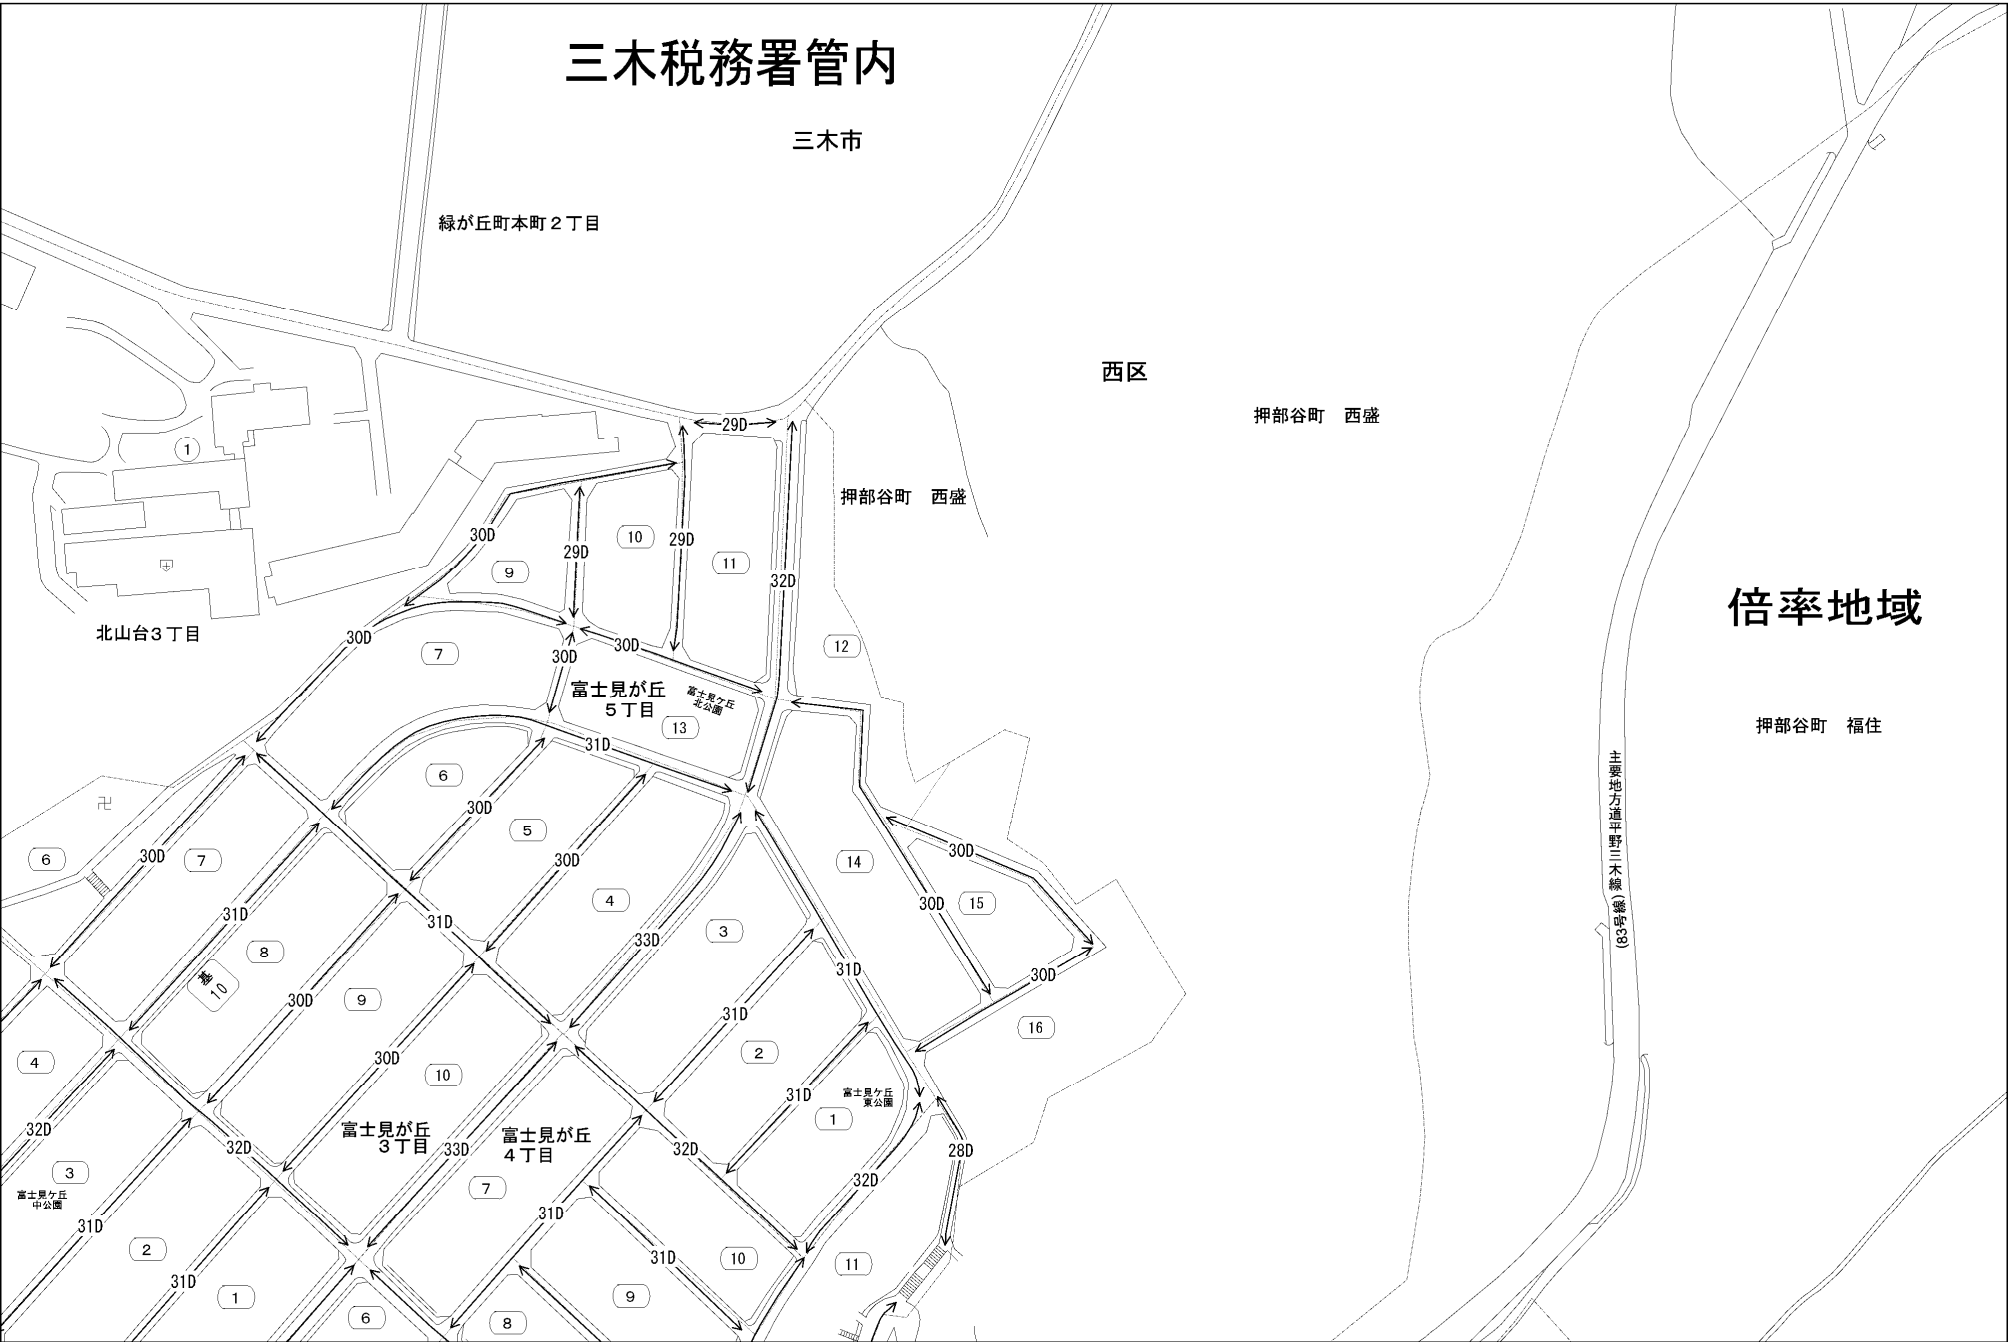 三木税務署管内
三木市
緑が丘町本町２丁目
西区
押部谷町　西盛
29D
1
押部谷町　西盛
30D
29D
10
29D
11
9
32D
倍率地域
北山台３丁目
30D
7
30D
30D
12
富士見が丘
５丁目
富士見ケ丘
北公園
13
押部谷町　福住
31D
主要地方道平野三木線
(83号線)
6
卍
30D
5
6
30D
7
30D
14
30D
4
15
30D
31D
31D
33D
3
8
基
10
31D
30D
9
30D
31D
16
2
4
30D
10
31D
富士見ケ丘
東公園
1
32D
富士見が丘
３丁目
富士見が丘
４丁目
32D
33D
32D
28D
3
富士見ケ丘
中公園
7
32D
31D
31D
2
31D
10
11
31D
1
9
6
8